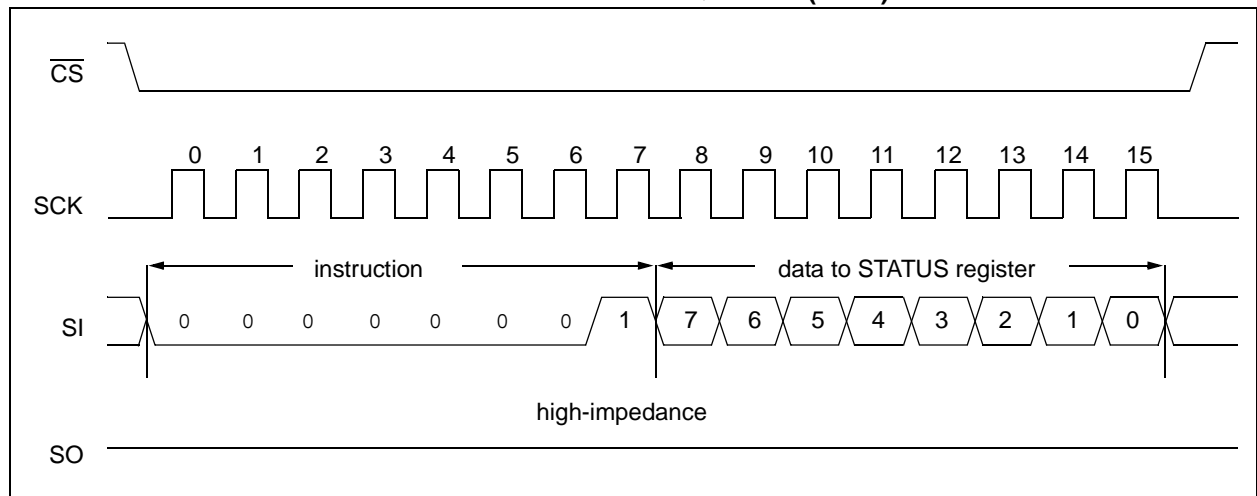 CS
0 1 2 3 4 5 6 7 8 9 10 11 12 13 14 15
SCK
instruction data to STATUS register
SI 0 0 0 0 0 0 0 1 7 6 5 4 3 2 1 0
high-impedance
SO